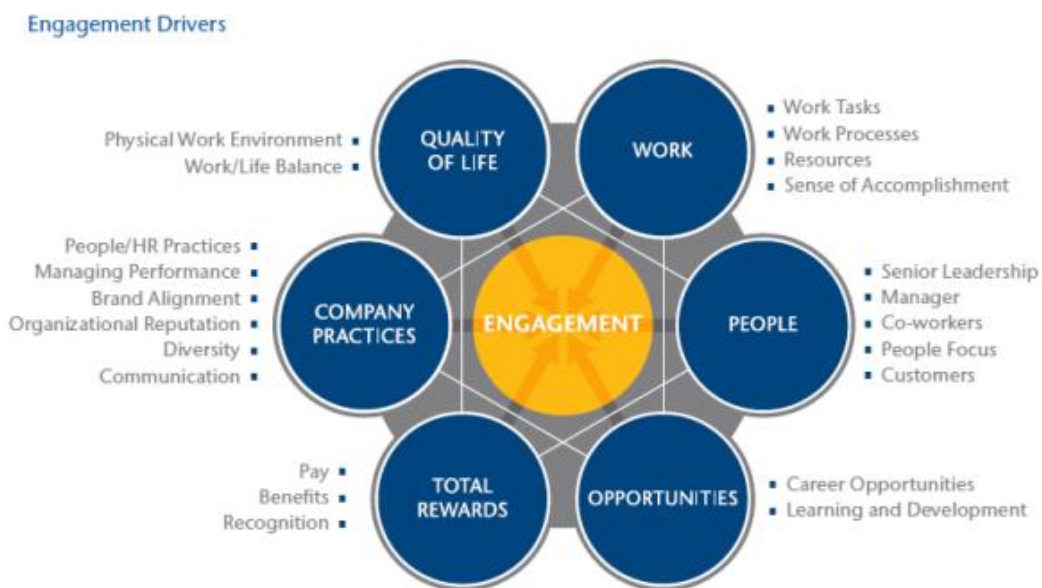 Engagement Drivers
Physical Work Environment
Work/Life Balance
QUALITY
OF LIFE
WORK
Work Tasks
Work Processes
Resources
Sense of Accomplishment
People/HR Practices
Managing Performance
Brand Alignment
Organizational Reputation
Diversity
Communication
COMPANY
PRACTICES
ENGAGEMENT
PEOPLE
Senior Leadership
Manager
Co-workers
People Focus
Customers
Pay
Benefits
Recognition
TOTAL
REWARDS
OPPORTUNITIES
Career Opportunities
Learning and Development